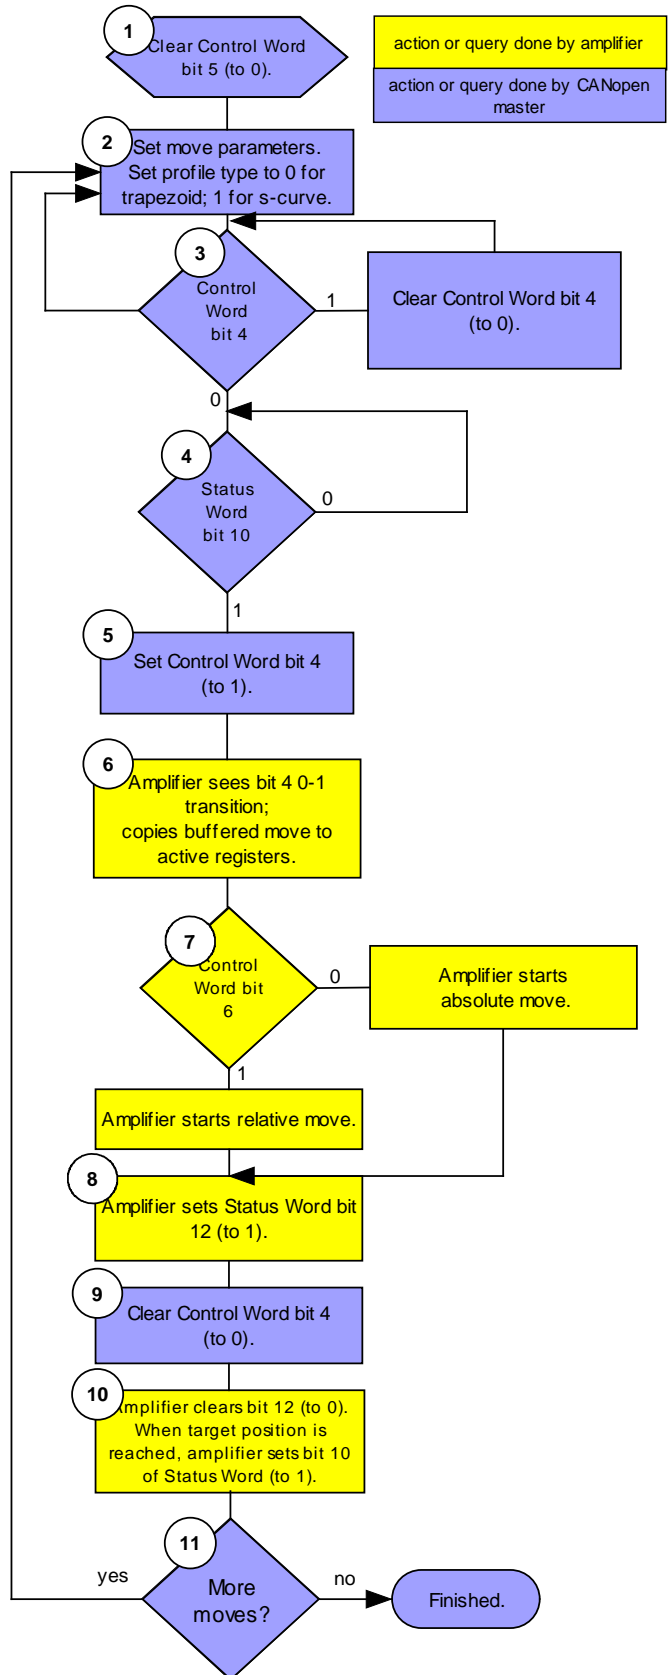 1
Clear Control Word
bit 5 (to 0).
action or query done by amplifier
action or query done by CANopen
master
2
Set move parameters.
Set profile type to 0 for
trapezoid; 1 for s-curve.
3
Control
Word
bit 4
1
Clear Control Word bit 4
(to 0).
0
4
Status
Word
bit 10
0
1
5
Set Control Word bit 4
(to 1).
6
Amplifier sees bit 4 0-1
transition;
copies buffered move to
active registers.
7
Control
Word bit
6
0
Amplifier starts
absolute move.
1
Amplifier starts relative move.
8
Amplifier sets Status Word bit
12 (to 1).
9
Clear Control Word bit 4
(to 0).
10
Amplifier clears bit 12 (to 0).
When target position is
reached, amplifier sets bit 10
of Status Word (to 1).
11
More
moves?
yes
no
Finished.